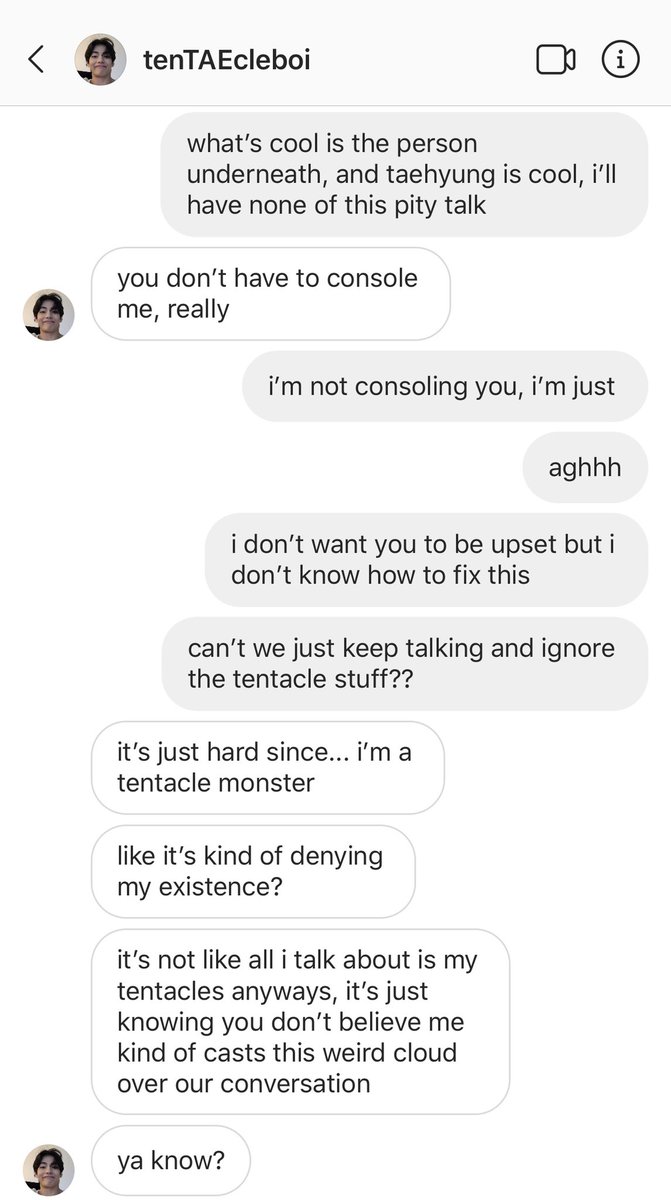 tenTAEcleboi
what’s cool is the person
underneath, and taehyung is cool, i’ll
have none of this pity talk
you don’t have to console
me, really
i’m not consoling you, i’m just
aghhh
i don’t want you to be upset but i
don’t know how to fix this
can’t we just keep talking and ignore
the tentacle stuff??
it’s just hard since... i’m a
tentacle monster
like it’s kind of denying
my existence?
it’s not like all i talk about is my
tentacles anyways, it’s just
knowing you don’t believe me
kind of casts this weird cloud
over our conversation
ya know?